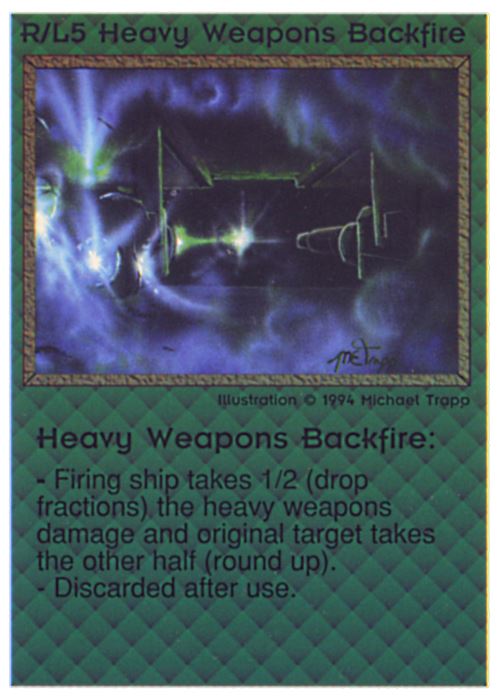 R/L5 Heavy Weapons Backfire
METrapp
Illustration © 1994 Michael Trapp
Heavy Weapons Backfire:
- Firing ship takes 1/2 (drop
fractions) the heavy weapons
damage and original target takes
the other half (round up).
- Discarded after use.